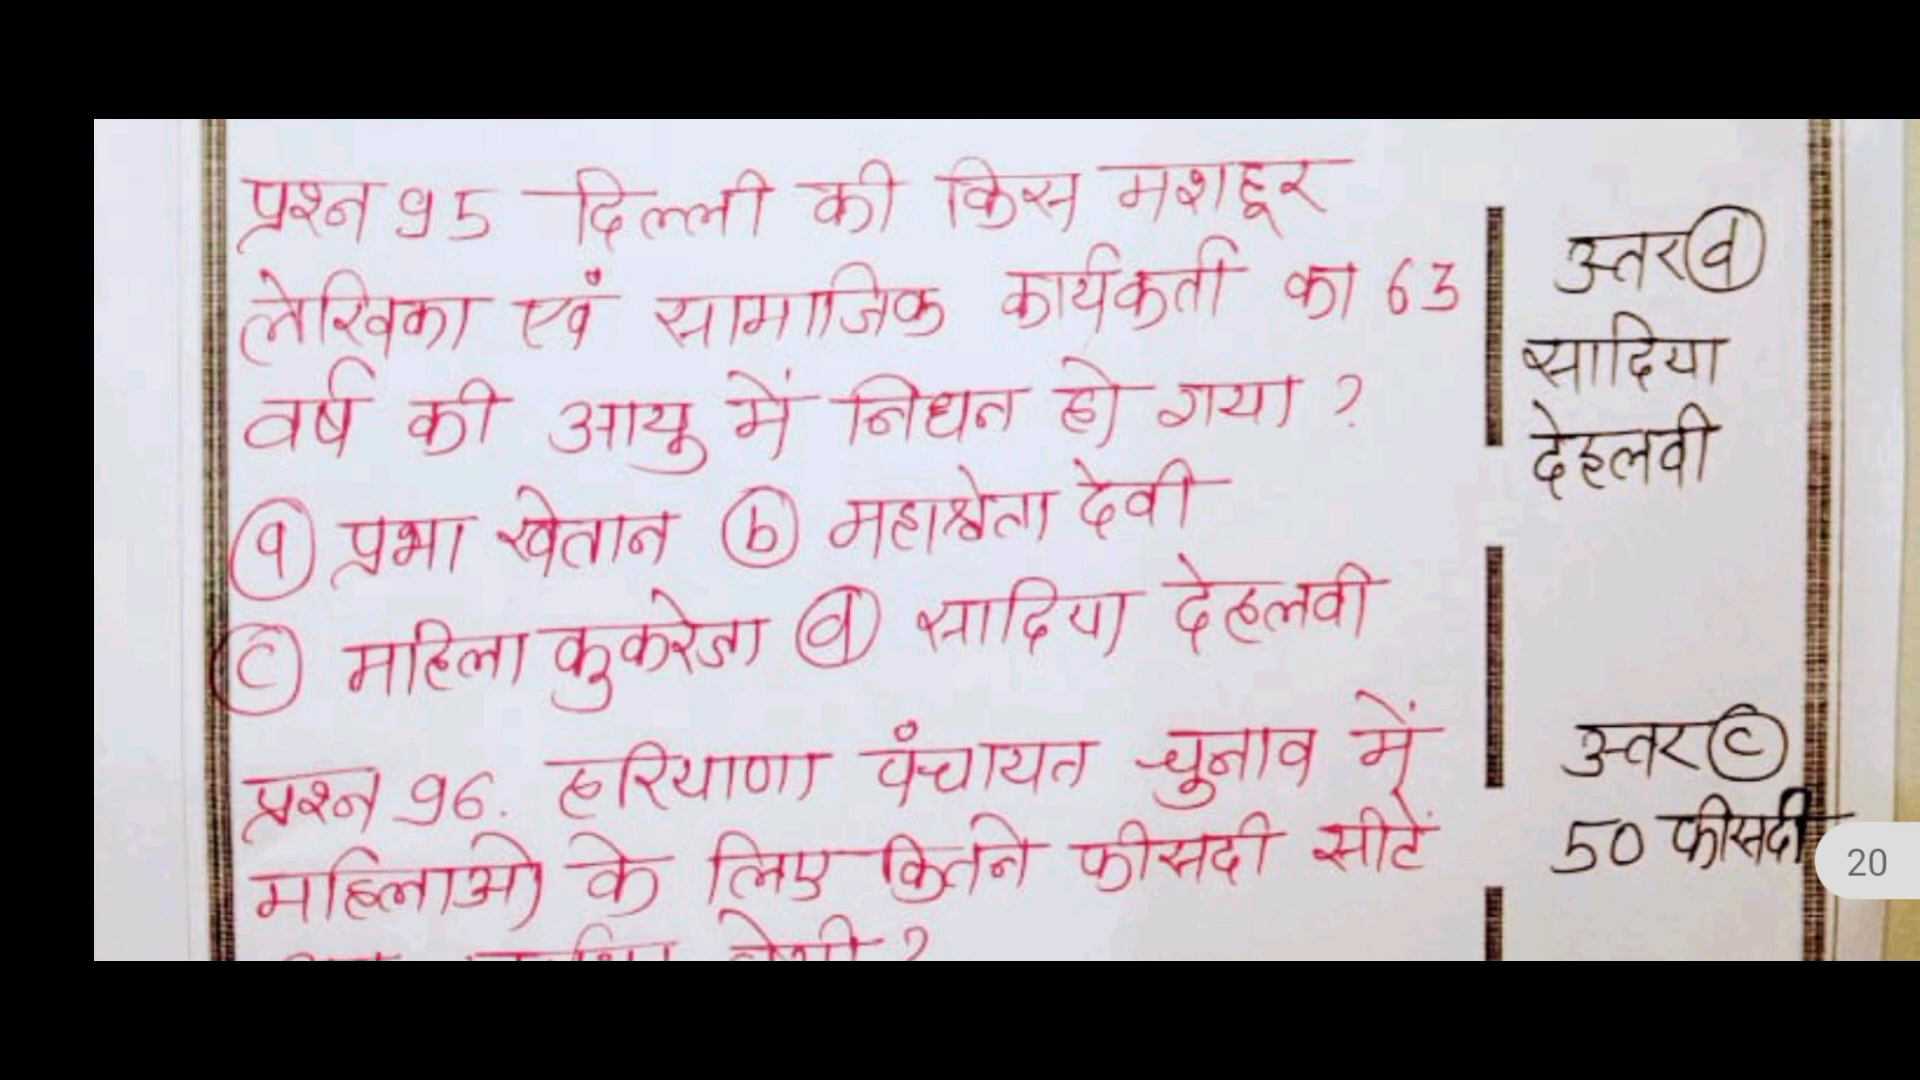 प्रश्न 95 दिल्ली की किस मशहूर
लेखिका एवं सामाजिक कार्यकर्ता का 63
वर्ष की आयु में निधन हो गया ?
a प्रभा खेतान b महाश्वेता देवी
c महिला कुकरेजा d सादिया देहलवी
उत्तर d
सादिया
देहलवी
प्रश्न 96. हरियाणा पंचायत चुनाव में
महिलाओ के लिए कितने फीसदी सीटें
उत्तर c
50 फीसदी
20